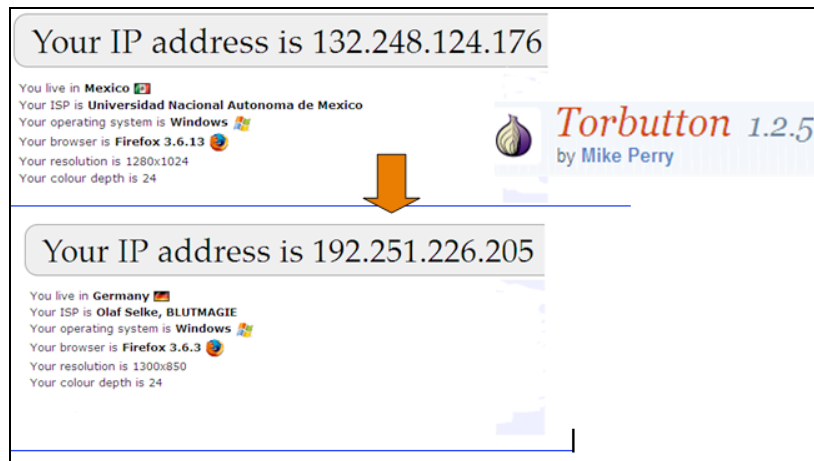 Your IP address is 132.248.124.176
You live in Mexico
Your ISP is Universidad Nacional Autonoma de Mexico
Your operating system is Windows
Your browser is Firefox 3.6.13
Your resolution is 1280x1024
Your colour depth is 24
Torbutton 1.2.5
by Mike Perry
Your IP address is 192.251.226.205
You live in Germany
Your ISP is Olaf Selke, BLUTMAGIE
Your operating system is Windows
Your browser is Firefox 3.6.3
Your resolution is 1300x850
Your colour depth is 24